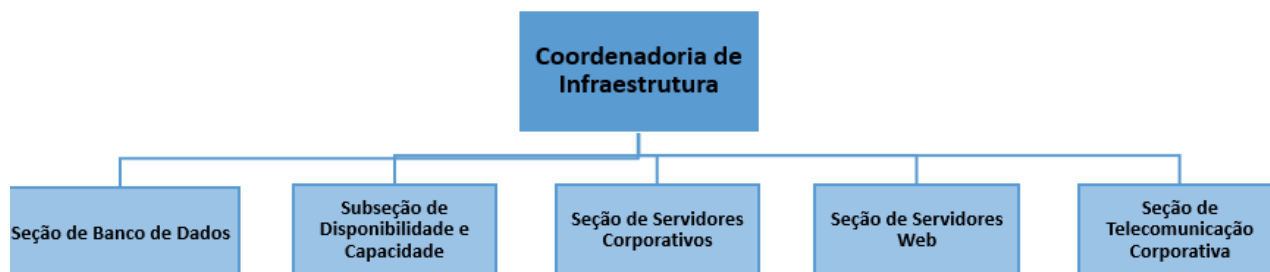 Coordenadoria de
Infraestrutura
Seção de Banco de Dados
Subseção de
Disponibilidade e
Capacidade
Seção de Servidores
Corporativos
Seção de Servidores
Web
Seção de
Telecomunicação
Corporativa